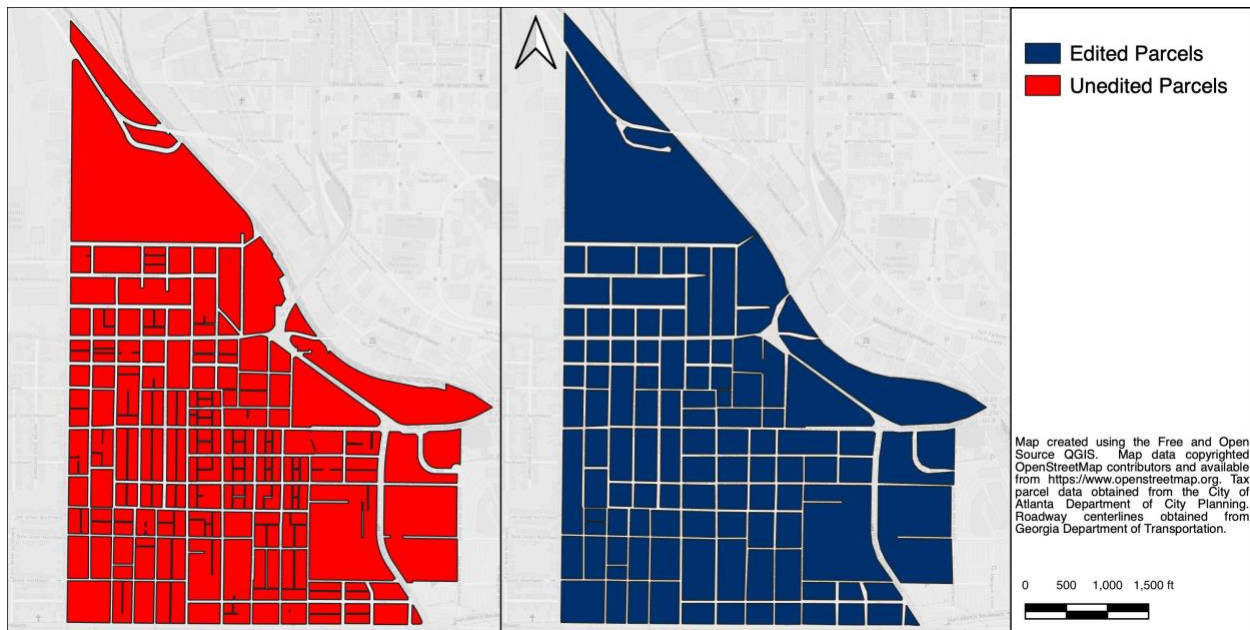 Edited Parcels
Unedited Parcels
Map created using the Free and Open
Source QGIS. Map data copyrighted
OpenStreetMap contributors and available
from https://www.openstreetmap.org. Tax
parcel data obtained from the City of
Atlanta Department of City Planning.
Roadway centerlines obtained from
Georgia Department of Transportation.
0 500 1,000 1,500 ft